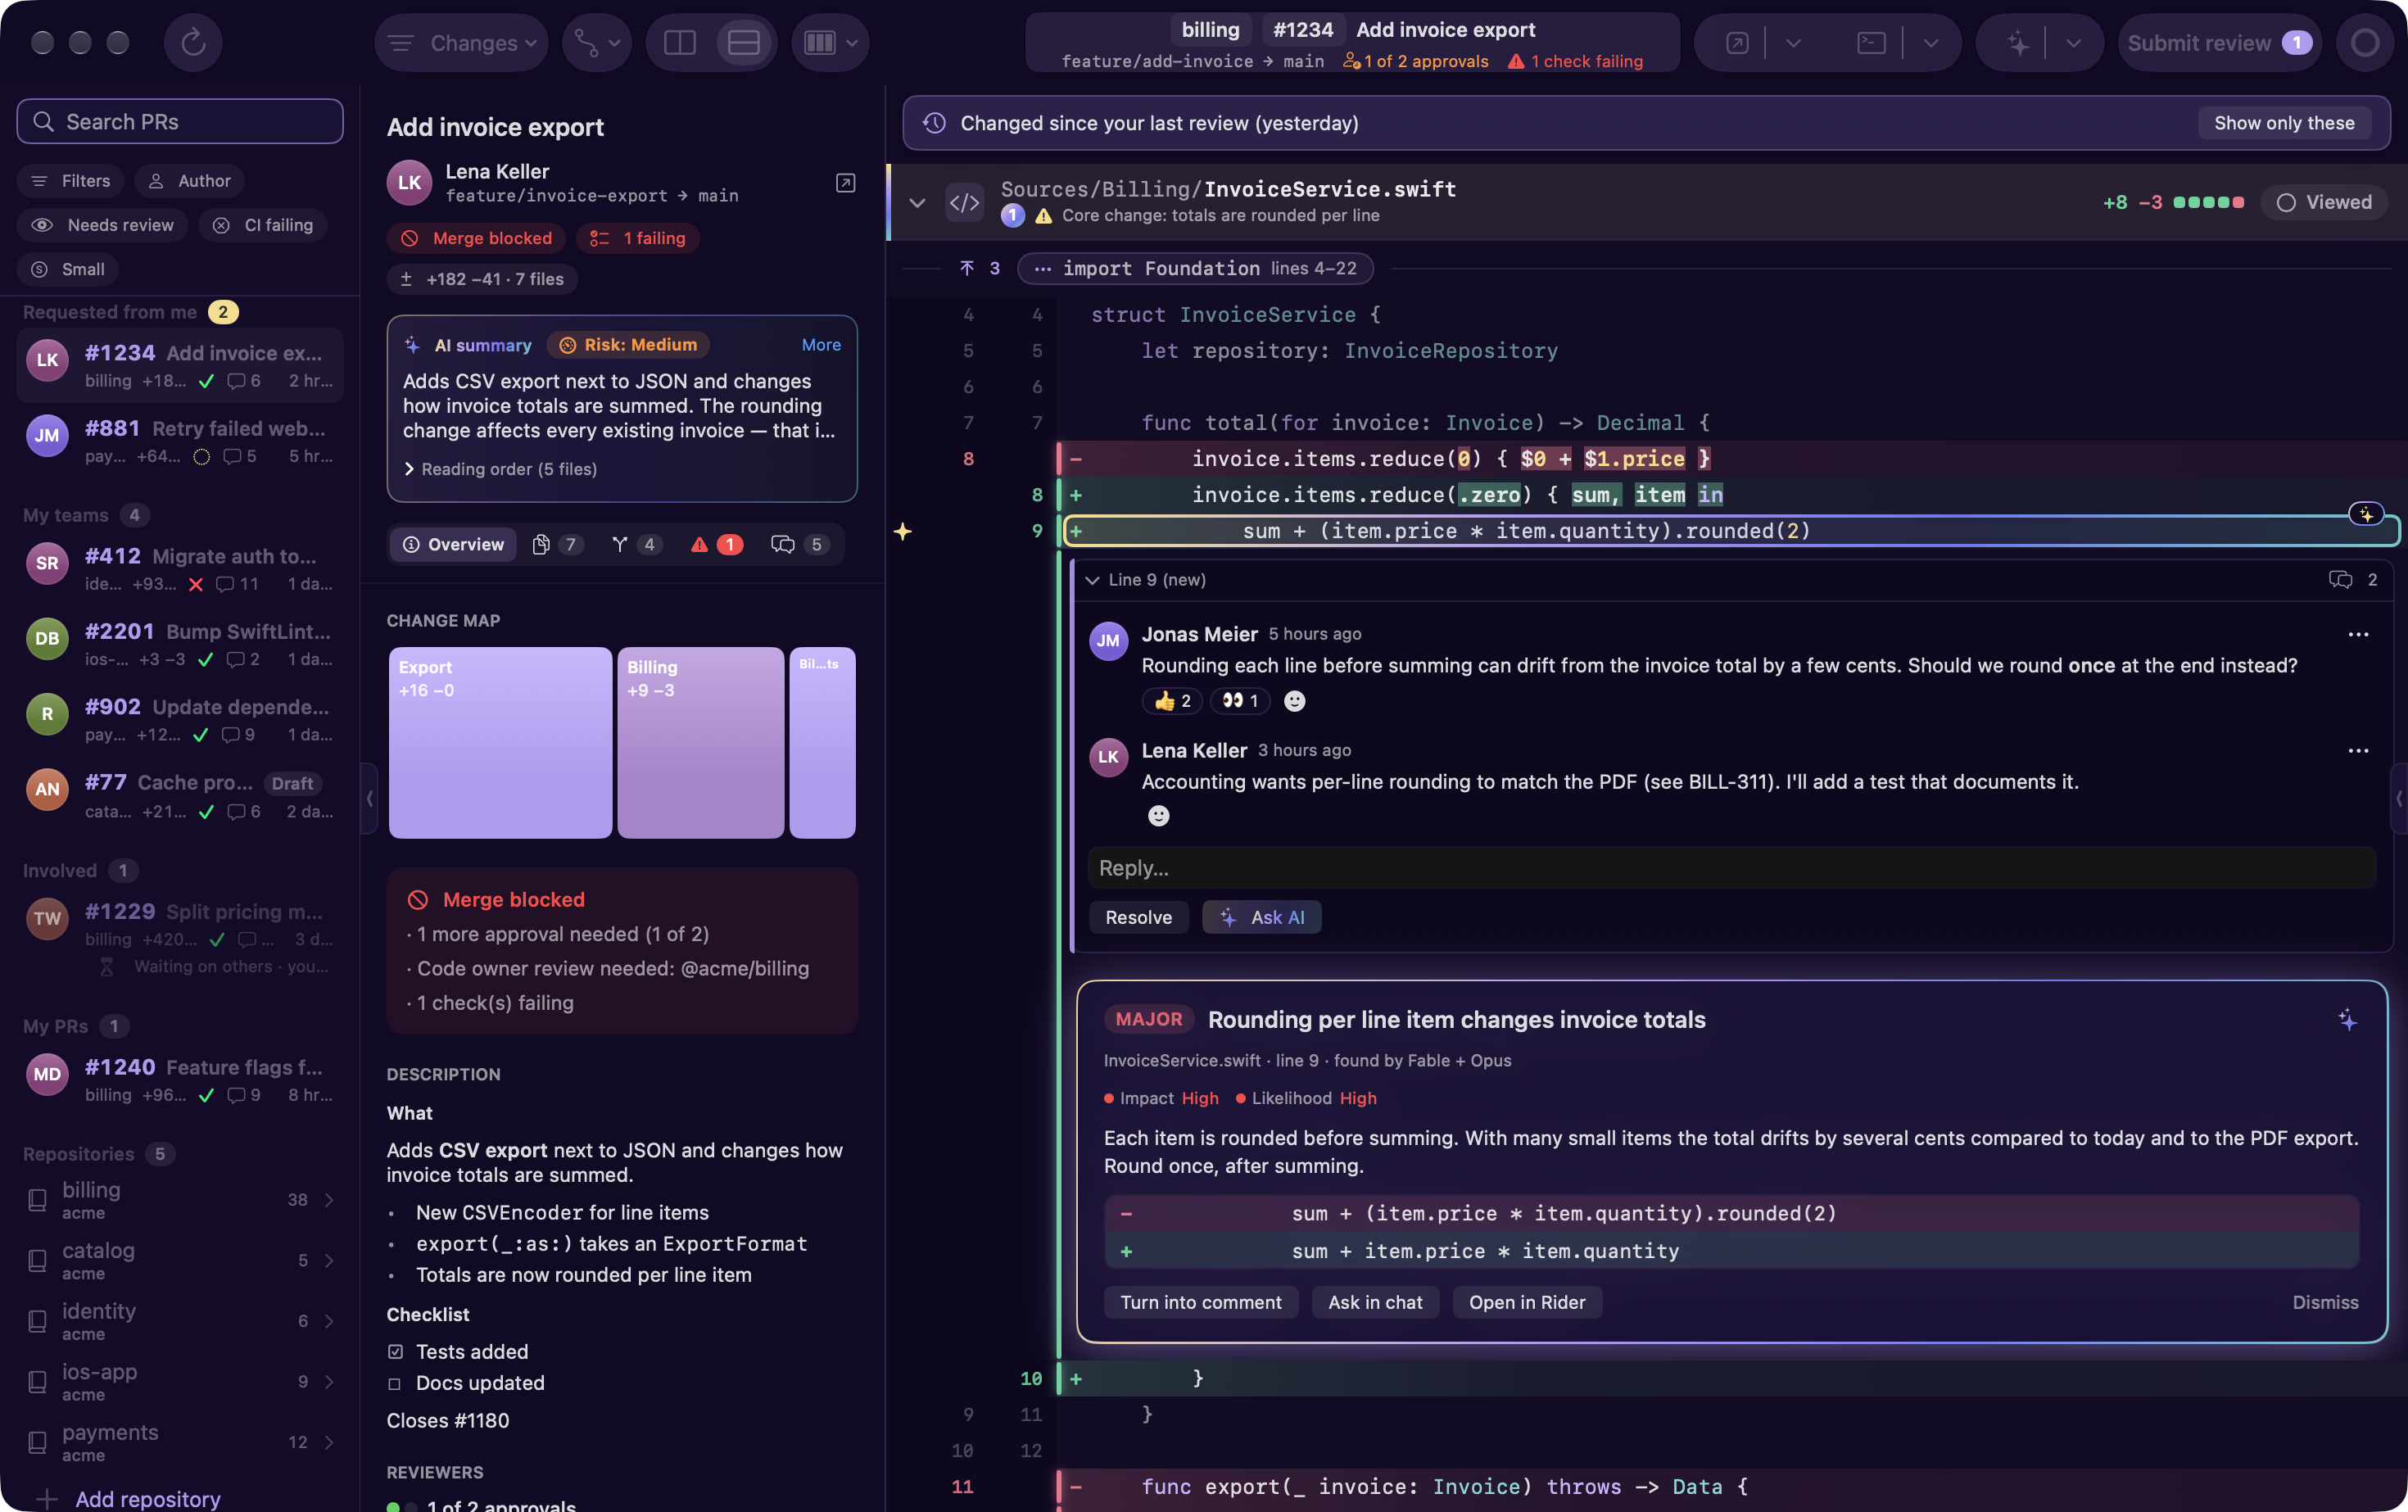 Changes
billing #1234 Add invoice export
feature/add-invoice → main 1 of 2 approvals 1 check failing
Submit review 1
Search PRs
Filters Author
Needs review CI failing
Small
Requested from me 2
LK #1234 Add invoice ex...
billing +18... 6 2 hr...
JM #881 Retry failed web...
pay... +64... 5 5 hr...
My teams 4
SR #412 Migrate auth to...
ide... +93... 11 1 da...
DB #2201 Bump SwiftLint...
ios-... +3 −3 2 1 da...
R #902 Update depende...
pay... +12... 9 1 da...
AN #77 Cache pro... Draft
cata... +21... 6 2 da...
Involved 1
TW #1229 Split pricing m...
billing +420... ... 3 d...
Waiting on others · you...
My PRs 1
MD #1240 Feature flags f...
billing +96... 9 8 hr...
Repositories 5
billing 38
acme
catalog 5
acme
identity 6
acme
ios-app 9
acme
payments 12
acme
Add repository
Add invoice export
LK Lena Keller
feature/invoice-export → main
Merge blocked 1 failing
+182 −41 · 7 files
AI summary Risk: Medium More
Adds CSV export next to JSON and changes
how invoice totals are summed. The rounding
change affects every existing invoice — that i...
Reading order (5 files)
Overview 7 4 1 5
CHANGE MAP
Export Billing Bil...ts
+16 −0 +9 −3
Merge blocked
· 1 more approval needed (1 of 2)
· Code owner review needed: @acme/billing
· 1 check(s) failing
DESCRIPTION
What
Adds CSV export next to JSON and changes how
invoice totals are summed.
• New CSVEncoder for line items
• export(_:as:) takes an ExportFormat
• Totals are now rounded per line item
Checklist
Tests added
Docs updated
Closes #1180
REVIEWERS
1 of 2 approvals
Changed since your last review (yesterday) Show only these
</> Sources/Billing/InvoiceService.swift +8 −3 Viewed
1 Core change: totals are rounded per line
3 ... import Foundation lines 4–22
4 4 struct InvoiceService {
5 5 let repository: InvoiceRepository
6 6
7 7 func total(for invoice: Invoice) -> Decimal {
8 − invoice.items.reduce(0) { $0 + $1.price }
8 + invoice.items.reduce(.zero) { sum, item in
9 + sum + (item.price * item.quantity).rounded(2)
Line 9 (new) 2
JM Jonas Meier 5 hours ago ...
Rounding each line before summing can drift from the invoice total by a few cents. Should we round once at the end instead?
👍 2 👀 1
LK Lena Keller 3 hours ago ...
Accounting wants per-line rounding to match the PDF (see BILL-311). I'll add a test that documents it.
Reply...
Resolve Ask AI
MAJOR Rounding per line item changes invoice totals
InvoiceService.swift · line 9 · found by Fable + Opus
Impact High Likelihood High
Each item is rounded before summing. With many small items the total drifts by several cents compared to today and to the PDF export.
Round once, after summing.
− sum + (item.price * item.quantity).rounded(2)
+ sum + item.price * item.quantity
Turn into comment Ask in chat Open in Rider Dismiss
10 + }
9 11 }
10 12
11 − func export(_ invoice: Invoice) throws -> Data {